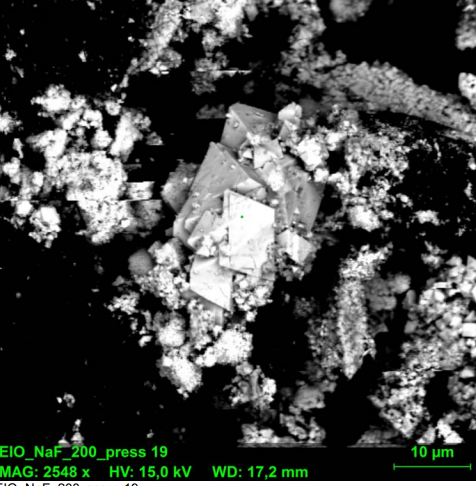 EIO_NaF_200_press 19
10 µm
MAG: 2548 x HV: 15,0 kV WD: 17,2 mm